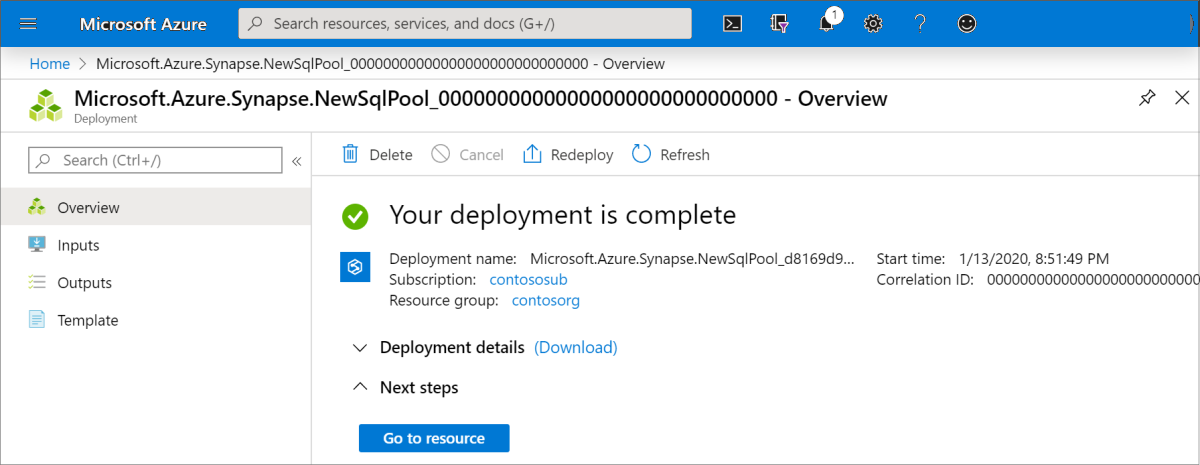 Microsoft Azure
Search resources, services, and docs (G+/)
1
Home > Microsoft.Azure.Synapse.NewSqlPool_00000000000000000000000000000 - Overview
Microsoft.Azure.Synapse.NewSqlPool_00000000000000000000000000000 - Overview
Deployment
Search (Ctrl+/)
«
Delete
Cancel
Redeploy
Refresh
Overview
Inputs
Outputs
Template
Your deployment is complete
Deployment name: Microsoft.Azure.Synapse.NewSqlPool_d8169d9...
Subscription: contososub
Resource group: contosorg
Start time: 1/13/2020, 8:51:49 PM
Correlation ID: 00000000000000000000000000
Deployment details (Download)
Next steps
Go to resource